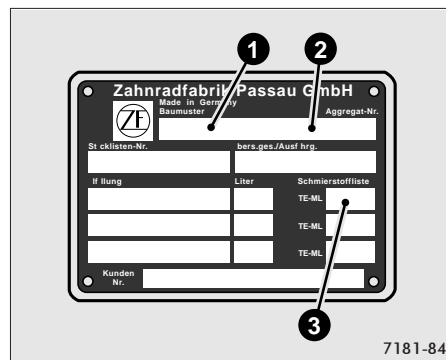 1 2
Zahnradfabrik Passau GmbH
Made in Germany
ZF Baumuster Aggregat-Nr.
St cklisten-Nr. bers.ges./Ausf hrg.
lf llung Liter Schmierstoffliste
TE-ML
TE-ML
TE-ML
Kunden
Nr.
3
7181-84